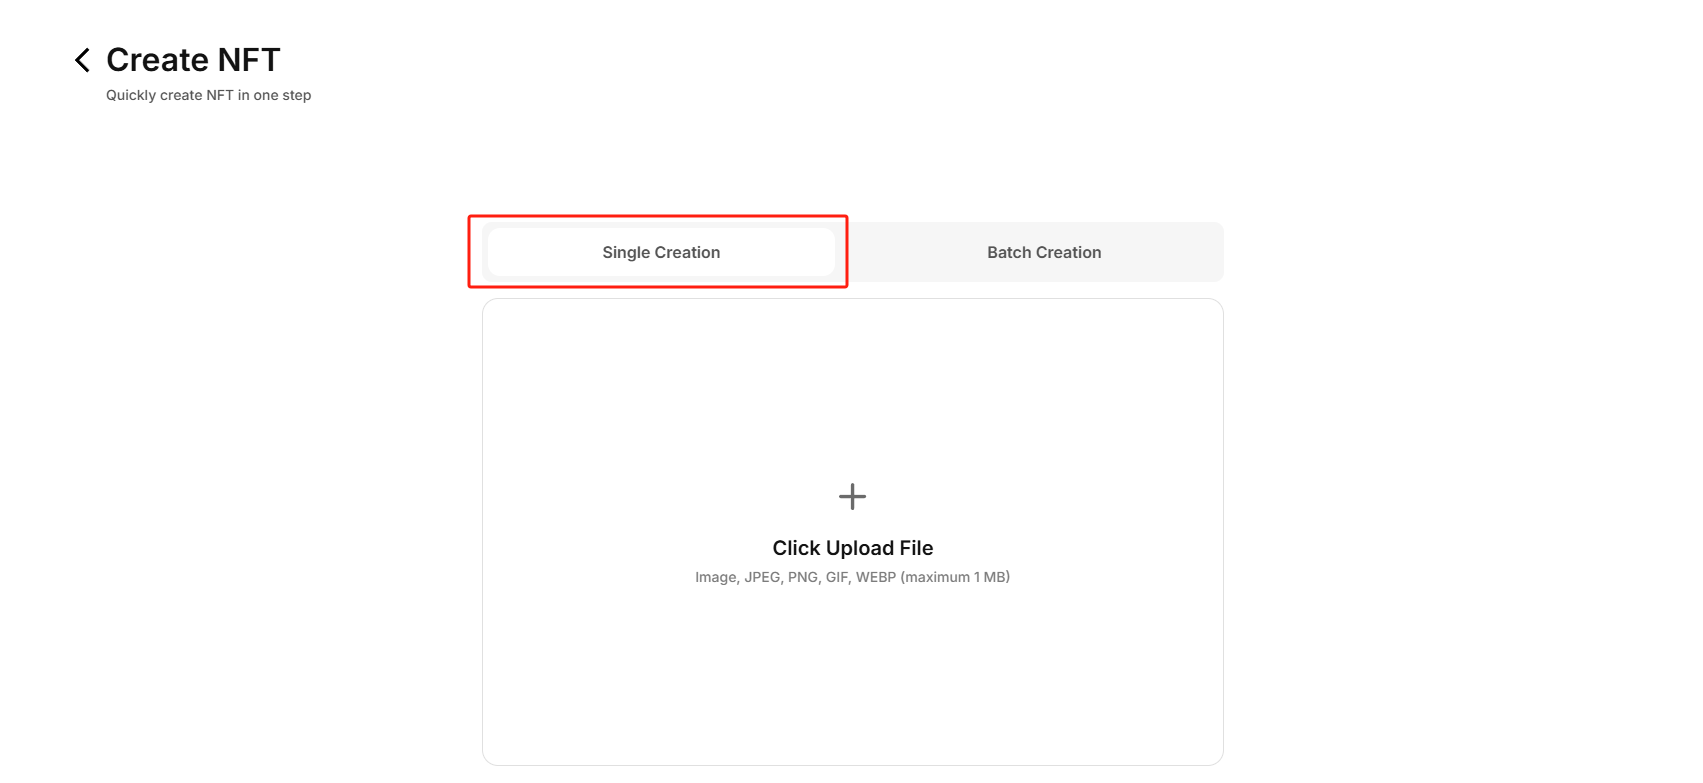 Create NFT
Quickly create NFT in one step
Single Creation
Batch Creation
Click Upload File
Image, JPEG, PNG, GIF, WEBP (maximum 1 MB)